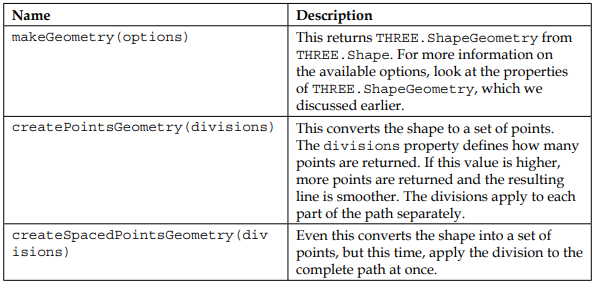 Name Description
makeGeometry(options) This returns THREE.ShapeGeometry from
THREE.Shape. For more information on
the available options, look at the properties
of THREE.ShapeGeometry, which we
discussed earlier.
createPointsGeometry(divisions) This converts the shape to a set of points.
The divisions property defines how many
points are returned. If this value is higher,
more points are returned and the resulting
line is smoother. The divisions apply to each
part of the path separately.
createSpacedPointsGeometry(div Even this converts the shape into a set of
isions) points, but this time, apply the division to the
complete path at once.